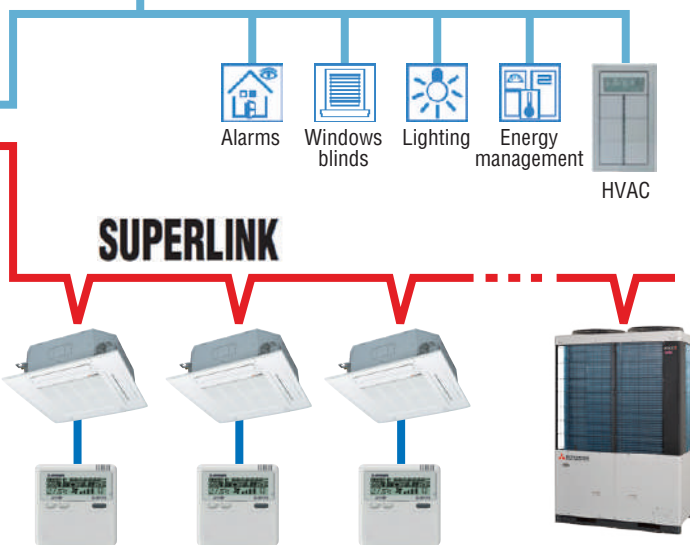 Alarms
Windows
blinds
Lighting
Energy
management
HVAC
SUPERLINK